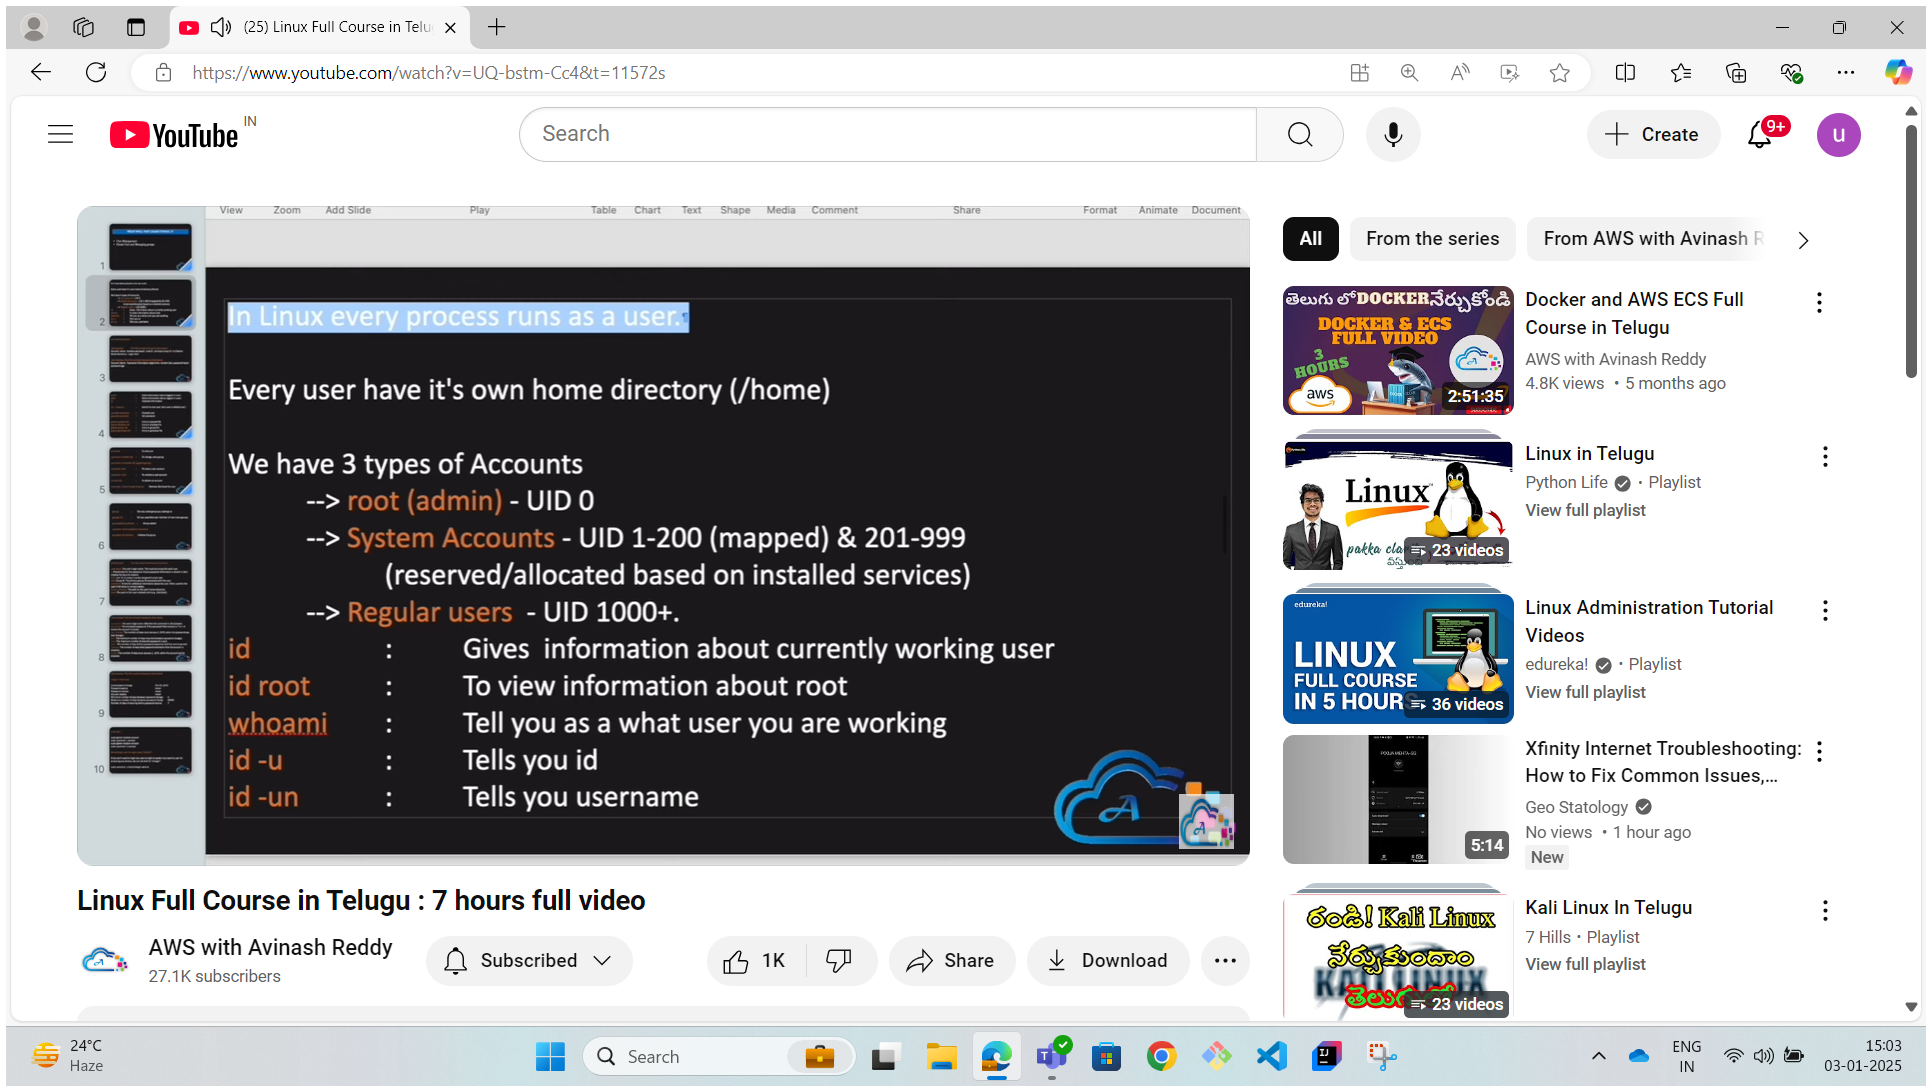 (25) Linux Full Course in Telu
https://www.youtube.com/watch?v=UQ-bstm-Cc4&t=11572s
YouTube IN
Search
Create
9+
u
View Zoom Add Slide Play Table Chart Text Shape Media Comment Share Format Animate Document
1
2
3
4
5
6
7
8
9
10
In Linux every process runs as a user.¶
Every user have it's own home directory (/home)
We have 3 types of Accounts
--> root (admin) - UID 0
--> System Accounts - UID 1-200 (mapped) & 201-999
(reserved/allocated based on installed services)
--> Regular users - UID 1000+.
id : Gives information about currently working user
id root : To view information about root
whoami : Tell you as a what user you are working
id -u : Tells you id
id -un : Tells you username
A
A
Linux Full Course in Telugu : 7 hours full video
AWS with Avinash Reddy
27.1K subscribers
Subscribed
1K
Share
Download
All
From the series
From AWS with Avinash R
తెలుగు లో DOCKER నేర్చుకోండి
DOCKER & ECS
FULL VIDEO
3
HOURS
aws
2:51:35
Docker and AWS ECS Full
Course in Telugu
AWS with Avinash Reddy
4.8K views • 5 months ago
Linux
pakka
23 videos
Linux in Telugu
Python Life • Playlist
View full playlist
edureka!
LINUX
FULL COURSE
IN 5 HOURS
36 videos
Linux Administration Tutorial
Videos
edureka! • Playlist
View full playlist
5:14
Xfinity Internet Troubleshooting:
How to Fix Common Issues,...
Geo Statology
No views • 1 hour ago
New
రండి! Kali Linux
నేర్చుకుందాం
KALI LINUX
23 videos
Kali Linux In Telugu
7 Hills • Playlist
View full playlist
24°C
Haze
Search
ENG
IN
15:03
03-01-2025